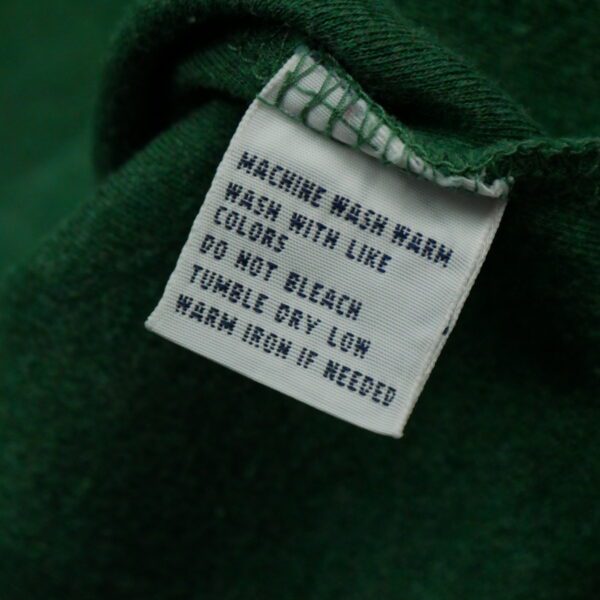 MACHINE WASH WARM
WASH WITH LIKE
COLORS
DO NOT BLEACH
TUMBLE DRY LOW
WARM IRON IF NEEDED